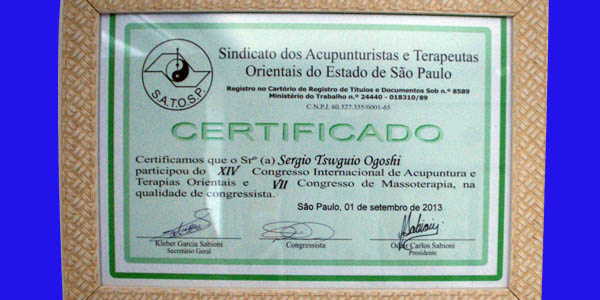 S.A.T.O.S.P.
Sindicato dos Acupunturistas e Terapeutas
Orientais do Estado de São Paulo
Registro no Cartório de Registro de Títulos e Documentos Sob n.º 8589
Ministério do Trabalho n.º 24440 - 018310/89
C.N.P.J. 60.527.355/0001-65
CERTIFICADO
Certificamos que o Srº (a) Sergio Tswguio Ogoshi
participou do XIV Congresso Internacional de Acupuntura e
Terapias Orientais e VII Congresso de Massoterapia, na
qualidade de congressista.
São Paulo, 01 de setembro de 2013
Kleber Garcia Sabioni
Secretário Geral
Congressista
Carlos Sabioni
Presidente